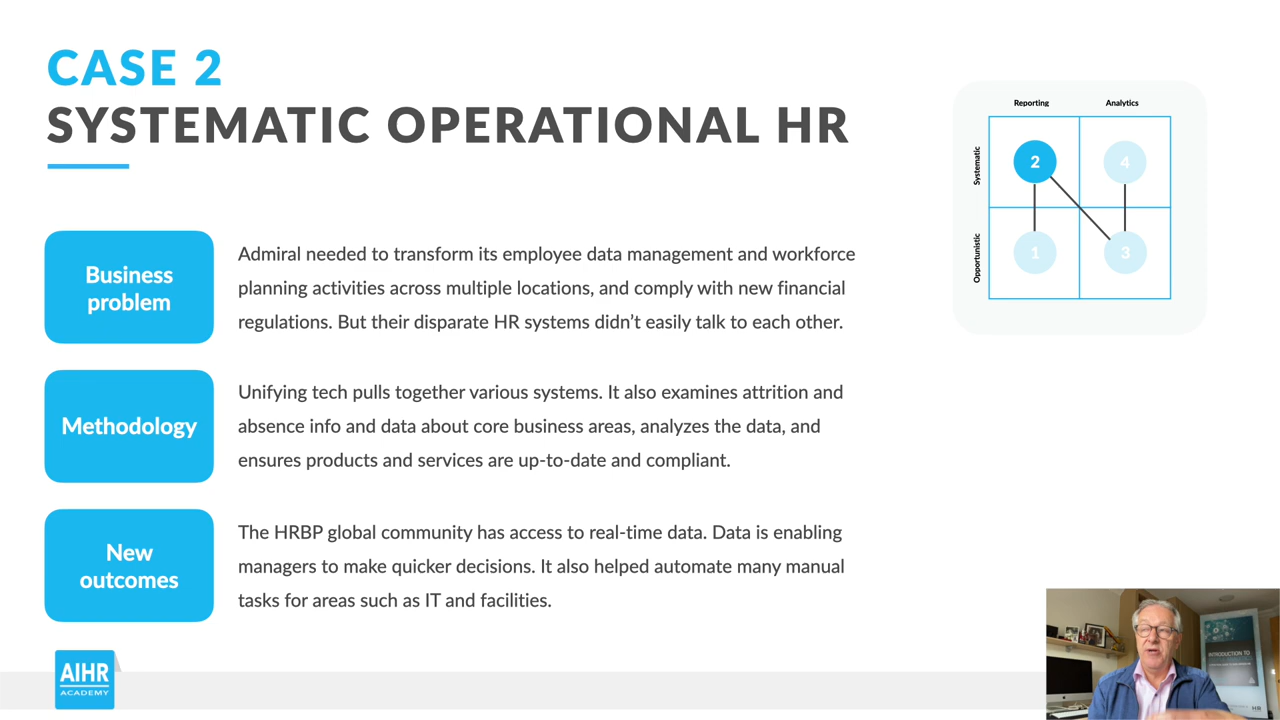 CASE 2
SYSTEMATIC OPERATIONAL HR
Reporting
Analytics
Systematic
2
4
Opportunistic
1
3
Business
problem
Admiral needed to transform its employee data management and workforce
planning activities across multiple locations, and comply with new financial
regulations. But their disparate HR systems didn’t easily talk to each other.
Methodology
Unifying tech pulls together various systems. It also examines attrition and
absence info and data about core business areas, analyzes the data, and
ensures products and services are up-to-date and compliant.
New
outcomes
The HRBP global community has access to real-time data. Data is enabling
managers to make quicker decisions. It also helped automate many manual
tasks for areas such as IT and facilities.
AIHR
ACADEMY
INTRODUCTION TO
HR